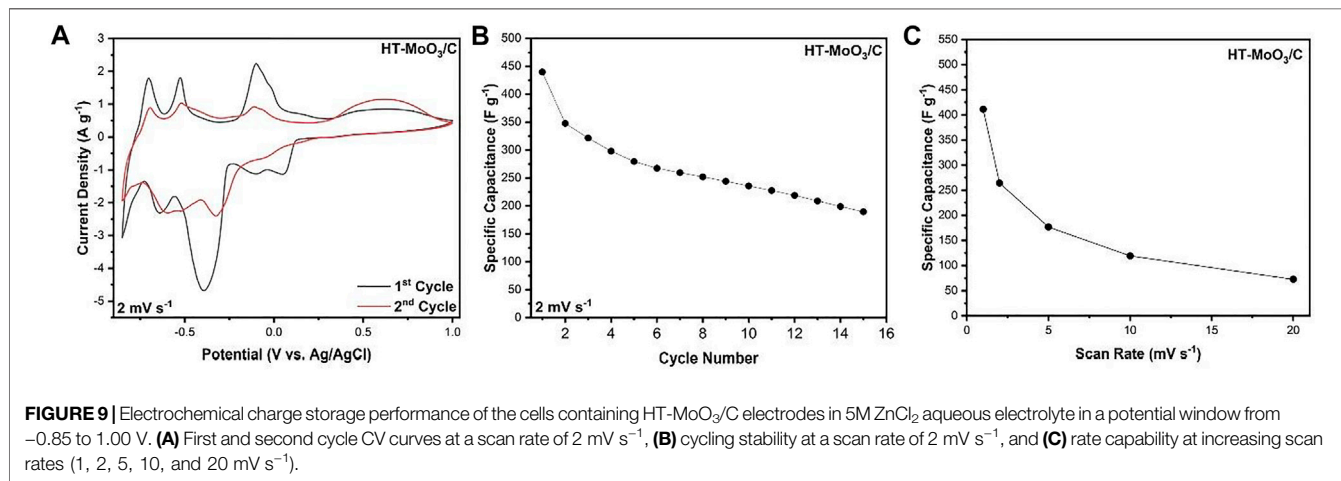 A
HT-MoO₃/C
Current Density (A g⁻¹)
3
2
1
0
-1
-2
-3
-4
-5
1ˢᵗ Cycle
2ⁿᵈ Cycle
2 mV s⁻¹
-0.5 0.0 0.5 1.0
Potential (V vs. Ag/AgCl)
B
HT-MoO₃/C
Specific Capacitance (F g⁻¹)
500
450
400
350
300
250
200
150
100
50
0
2 mV s⁻¹
2 4 6 8 10 12 14 16
Cycle Number
C
HT-MoO₃/C
Specific Capacitance (F g⁻¹)
550
500
450
400
350
300
250
200
150
100
50
0
0 5 10 15 20
Scan Rate (mV s⁻¹)
FIGURE 9 | Electrochemical charge storage performance of the cells containing HT-MoO₃/C electrodes in 5M ZnCl₂ aqueous electrolyte in a potential window from
−0.85 to 1.00 V. (A) First and second cycle CV curves at a scan rate of 2 mV s⁻¹, (B) cycling stability at a scan rate of 2 mV s⁻¹, and (C) rate capability at increasing scan
rates (1, 2, 5, 10, and 20 mV s⁻¹).